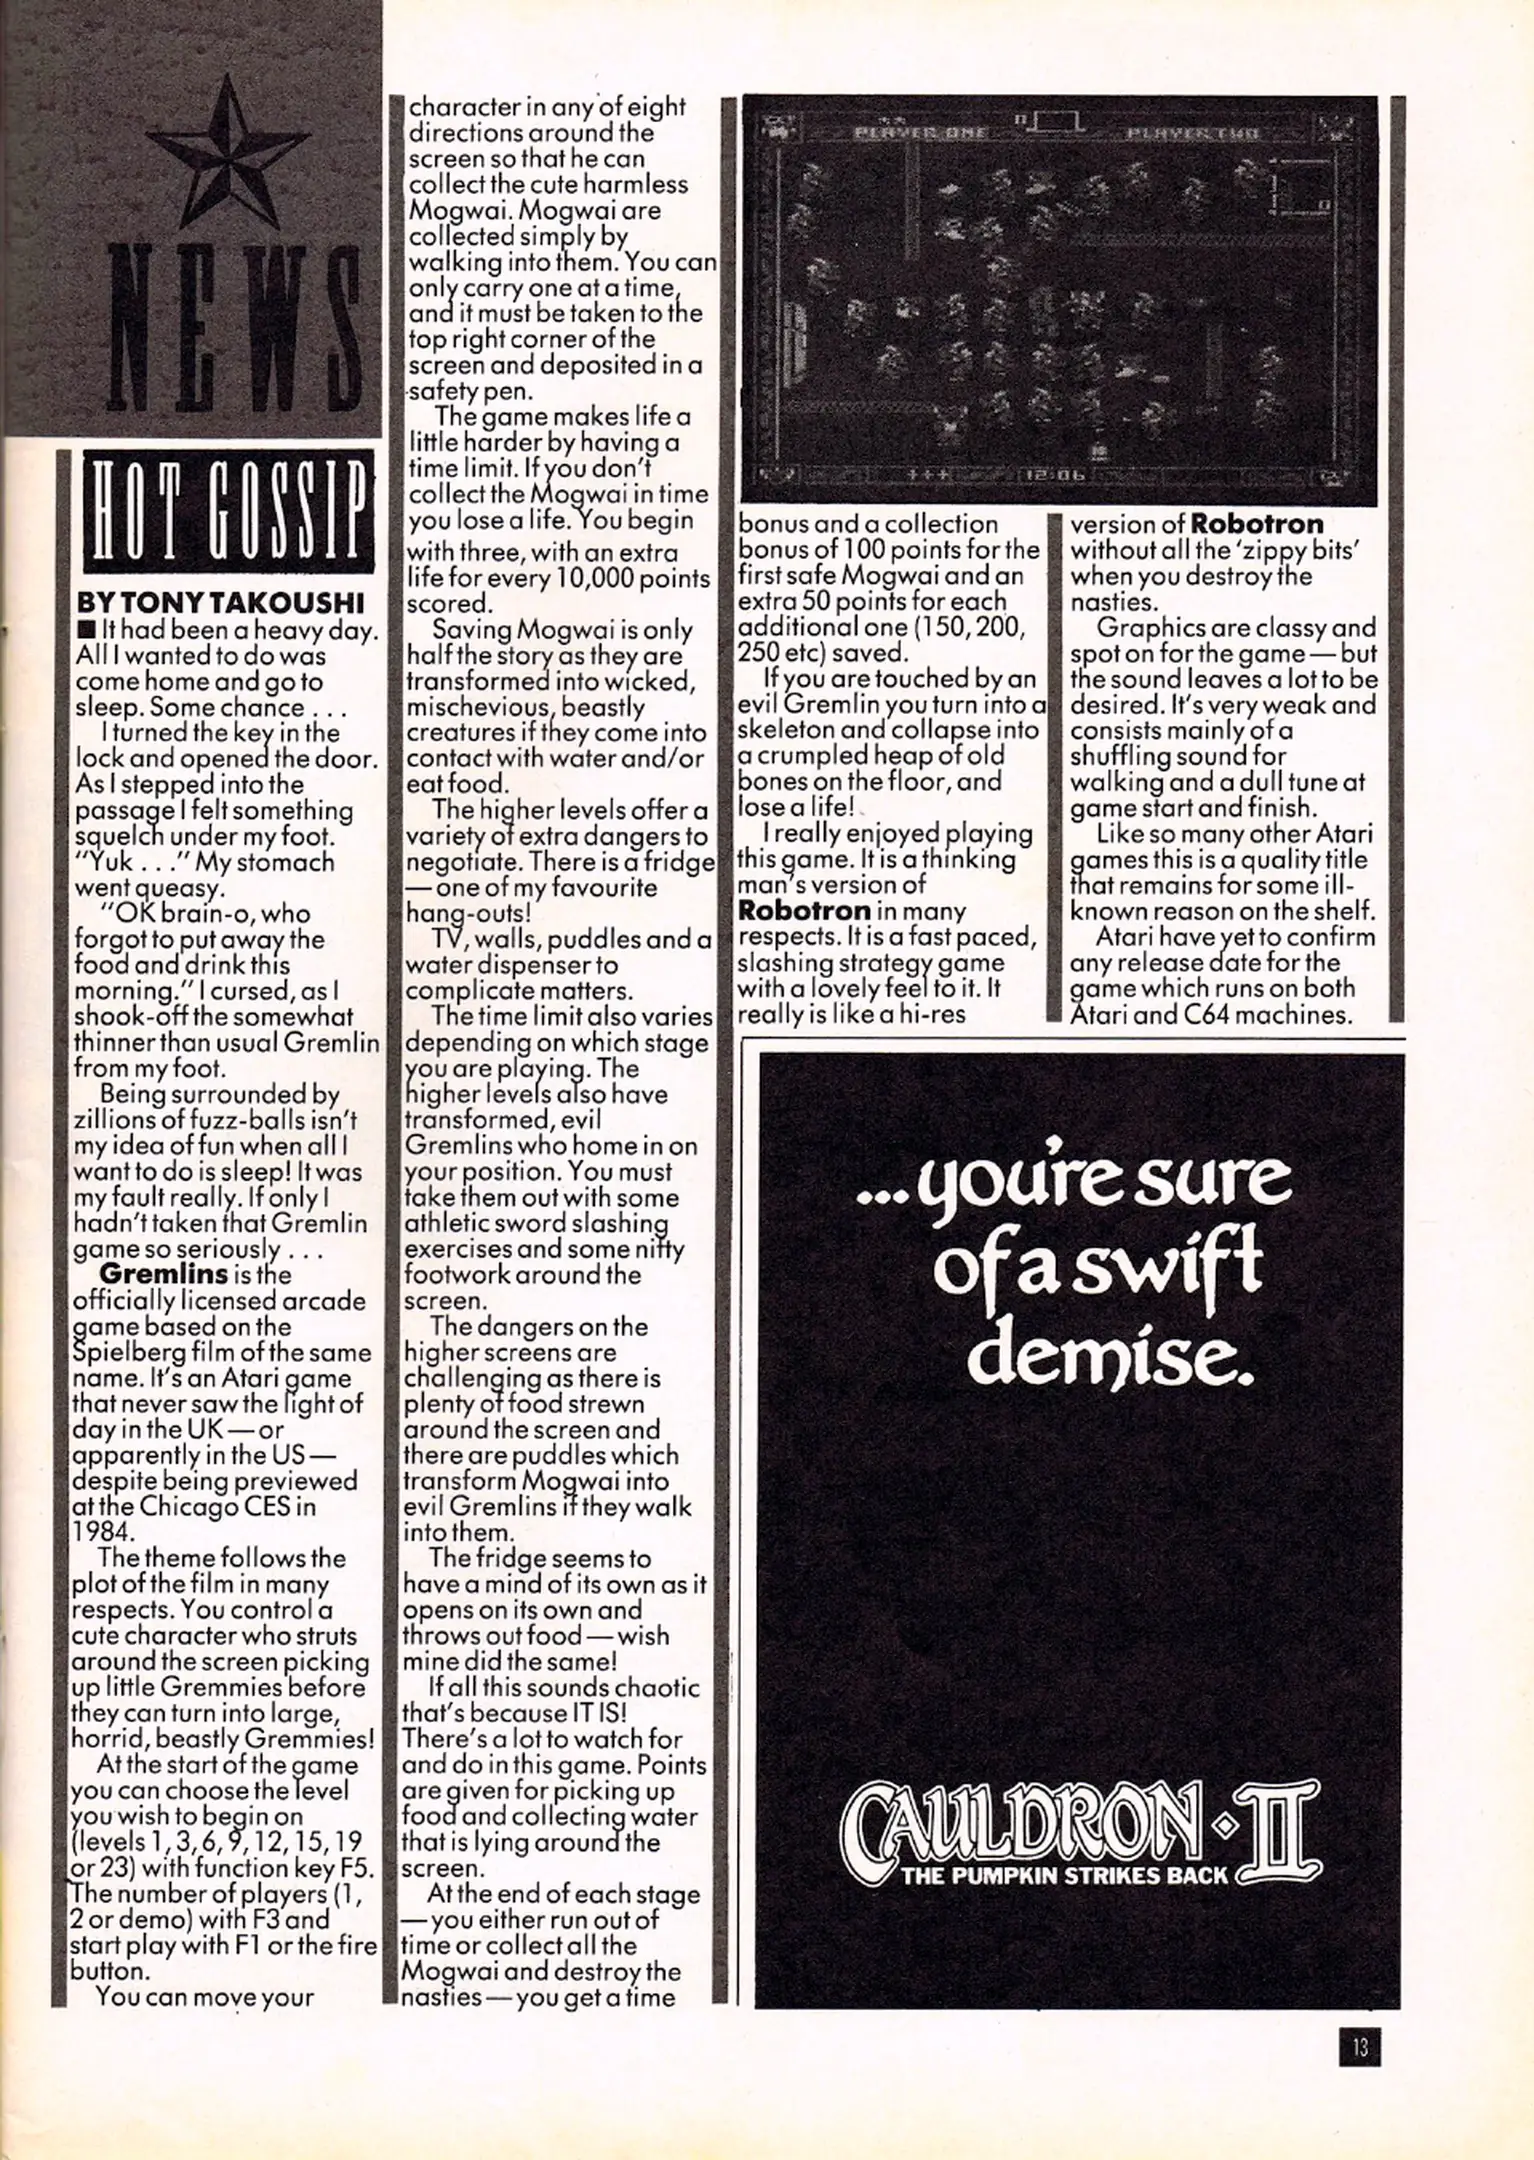 NEWS
HOT GOSSIP
BY TONY TAKOUSHI
■ It had been a heavy day.
All I wanted to do was
come home and go to
sleep. Some chance . . .
I turned the key in the
lock and opened the door.
As I stepped into the
passage I felt something
squelch under my foot.
"Yuk . . ." My stomach
went queasy.
"OK brain-o, who
forgot to put away the
food and drink this
morning." I cursed, as I
shook-off the somewhat
thinner than usual Gremlin
from my foot.
Being surrounded by
zillions of fuzz-balls isn't
my idea of fun when all I
want to do is sleep! It was
my fault really. If only I
hadn't taken that Gremlin
game so seriously . . .
Gremlins is the
officially licensed arcade
game based on the
Spielberg film of the same
name. It's an Atari game
that never saw the light of
day in the UK — or
apparently in the US —
despite being previewed
at the Chicago CES in
1984.
The theme follows the
plot of the film in many
respects. You control a
cute character who struts
around the screen picking
up little Gremmies before
they can turn into large,
horrid, beastly Gremmies!
At the start of the game
you can choose the level
you wish to begin on
(levels 1, 3, 6, 9, 12, 15, 19
or 23) with function key F5.
The number of players (1,
2 or demo) with F3 and
start play with F1 or the fire
button.
You can move your
character in any of eight
directions around the
screen so that he can
collect the cute harmless
Mogwai. Mogwai are
collected simply by
walking into them. You can
only carry one at a time,
and it must be taken to the
top right corner of the
screen and deposited in a
safety pen.
The game makes life a
little harder by having a
time limit. If you don't
collect the Mogwai in time
you lose a life. You begin
with three, with an extra
life for every 10,000 points
scored.
Saving Mogwai is only
half the story as they are
transformed into wicked,
mischevious, beastly
creatures if they come into
contact with water and/or
eat food.
The higher levels offer a
variety of extra dangers to
negotiate. There is a fridge
— one of my favourite
hang-outs!
TV, walls, puddles and a
water dispenser to
complicate matters.
The time limit also varies
depending on which stage
you are playing. The
higher levels also have
transformed, evil
Gremlins who home in on
your position. You must
take them out with some
athletic sword slashing
exercises and some nifty
footwork around the
screen.
The dangers on the
higher screens are
challenging as there is
plenty of food strewn
around the screen and
there are puddles which
transform Mogwai into
evil Gremlins if they walk
into them.
The fridge seems to
have a mind of its own as it
opens on its own and
throws out food — wish
mine did the same!
If all this sounds chaotic
that's because IT IS!
There's a lot to watch for
and do in this game. Points
are given for picking up
food and collecting water
that is lying around the
screen.
At the end of each stage
— you either run out of
time or collect all the
Mogwai and destroy the
nasties — you get a time
PLAYER ONE 0 PLAYER TWO
0
12:06
bonus and a collection
bonus of 100 points for the
first safe Mogwai and an
extra 50 points for each
additional one (150, 200,
250 etc) saved.
If you are touched by an
evil Gremlin you turn into a
skeleton and collapse into
a crumpled heap of old
bones on the floor, and
lose a life!
I really enjoyed playing
this game. It is a thinking
man's version of
Robotron in many
respects. It is a fast paced,
slashing strategy game
with a lovely feel to it. It
really is like a hi-res
version of Robotron
without all the 'zippy bits'
when you destroy the
nasties.
Graphics are classy and
spot on for the game — but
the sound leaves a lot to be
desired. It's very weak and
consists mainly of a
shuffling sound for
walking and a dull tune at
game start and finish.
Like so many other Atari
games this is a quality title
that remains for some ill-
known reason on the shelf.
Atari have yet to confirm
any release date for the
game which runs on both
Atari and C64 machines.
...you're sure
of a swift
demise.
CAULDRON · II
THE PUMPKIN STRIKES BACK
13